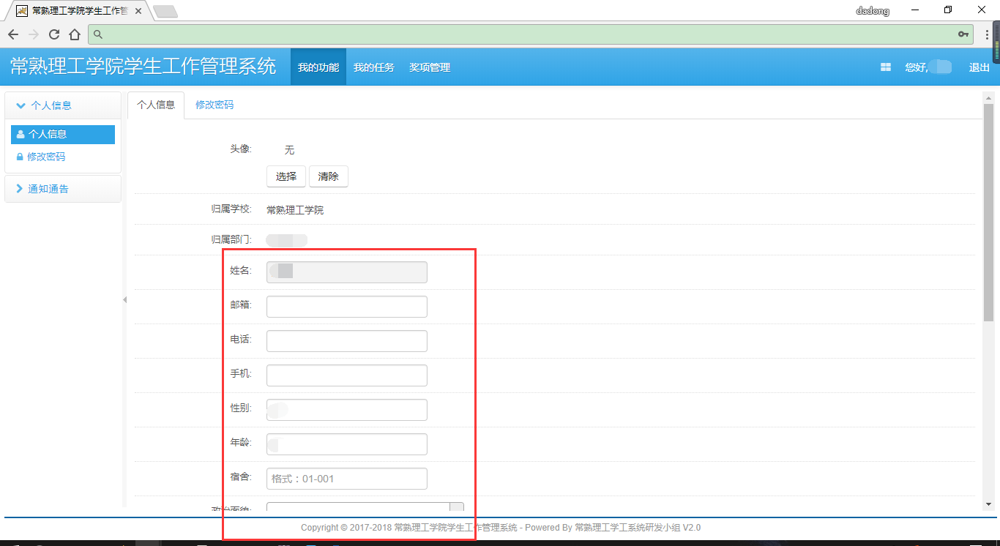 常熟理工学院学生工作管
dadong
常熟理工学院学生工作管理系统 我的功能 我的任务 奖项管理 您好, 退出
个人信息
个人信息
修改密码
通知通告
个人信息 修改密码
头像: 无
选择 清除
归属学校: 常熟理工学院
归属部门:
姓名:
邮箱:
电话:
手机:
性别:
年龄:
宿舍: 格式：01-001
政治面貌:
Copyright © 2017-2018 常熟理工学院学生工作管理系统 - Powered By 常熟理工学工系统研发小组 V2.0